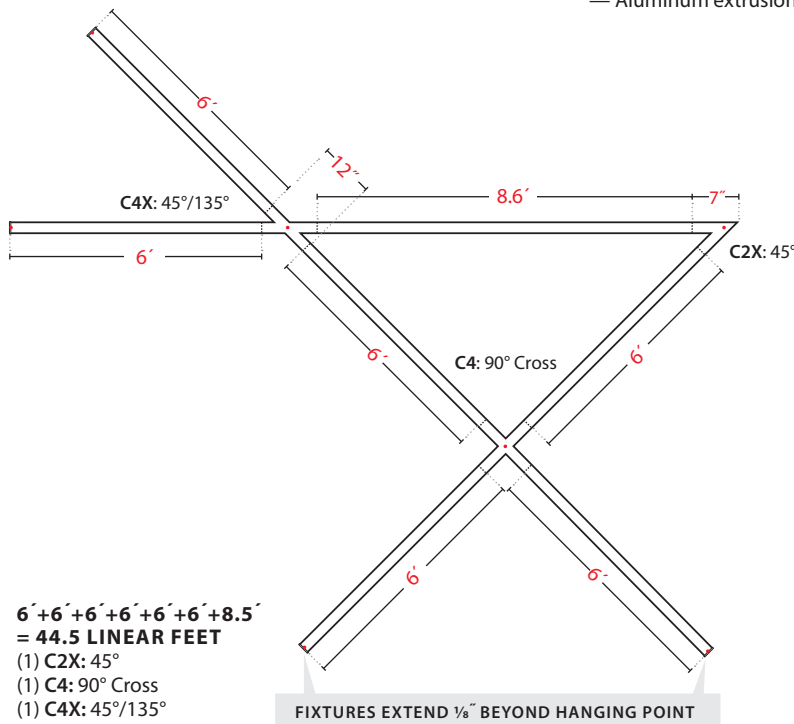 — Aluminum extrusion
6´
12˝
C4X: 45°/135°
8.6´
7˝
6´
C2X: 45°
6´
C4: 90° Cross
6´
6´
6´
6´+6´+6´+6´+6´+6´+8.5´
= 44.5 LINEAR FEET
(1) C2X: 45°
(1) C4: 90° Cross
(1) C4X: 45°/135°
FIXTURES EXTEND ⅛˝ BEYOND HANGING POINT